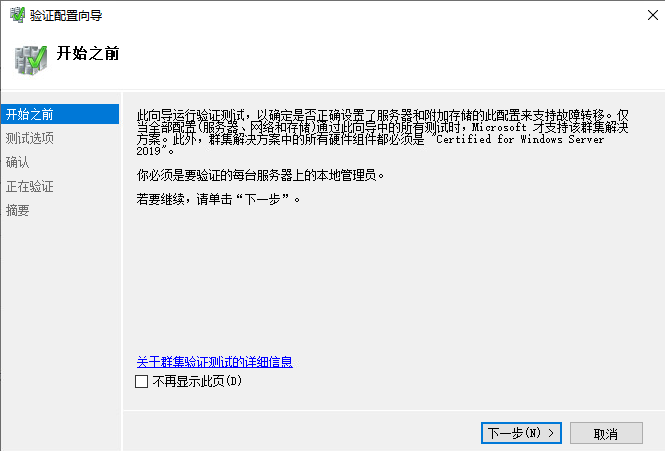 验证配置向导
开始之前
开始之前
测试选项
确认
正在验证
摘要
此向导运行验证测试，以确定是否正确设置了服务器和附加存储的此配置来支持故障转移。仅
当全部配置(服务器、网络和存储)通过此向导中的所有测试时，Microsoft 才支持该群集解决
方案。此外，群集解决方案中的所有硬件组件都必须是 "Certified for Windows Server
2019"。
你必须是要验证的每台服务器上的本地管理员。
若要继续，请单击“下一步”。
关于群集验证测试的详细信息
不再显示此页(D)
下一步(N) >
取消